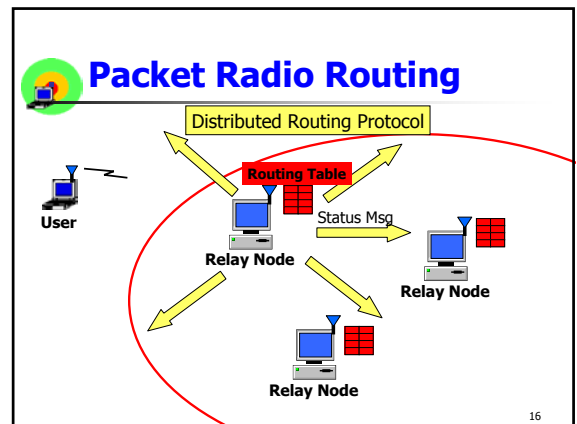 Packet Radio Routing
Distributed Routing Protocol
Routing Table
User
Status Msg
Relay Node
Relay Node
Relay Node
16